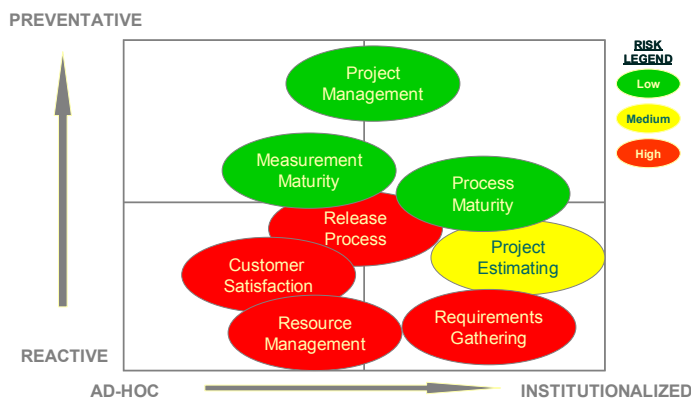 PREVENTATIVE
RISK
LEGEND
Low
Medium
High
Project
Management
Measurement
Maturity
Process
Maturity
Release
Process
Project
Estimating
Customer
Satisfaction
Resource
Management
Requirements
Gathering
REACTIVE
AD-HOC
INSTITUTIONALIZED